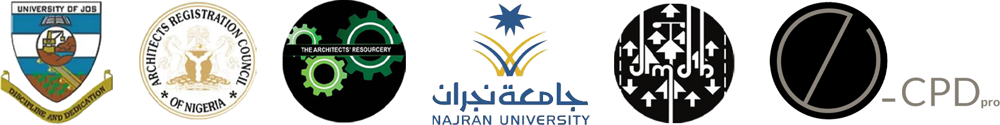 UNIVERSITY OF JOS
DISCIPLINE AND DEDICATION
ARCHITECTS REGISTRATION COUNCIL
* OF NIGERIA *
THE ARCHITECTS' RESOURCERY
جامعة نجران
NAJRAN UNIVERSITY
-CPD
pro